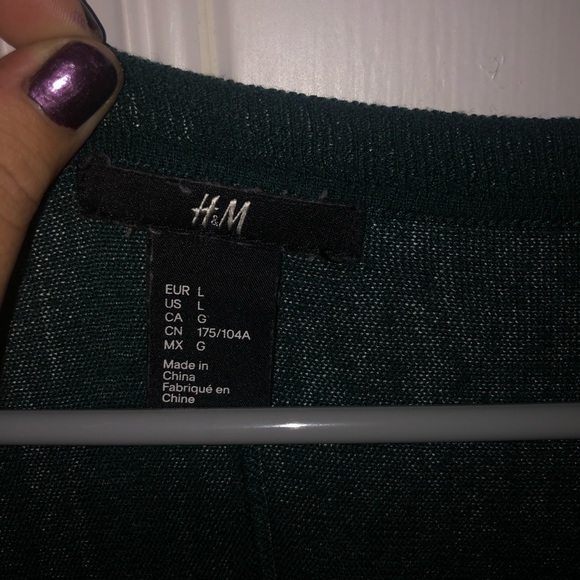 H&M
EUR L
US L
CA G
CN 175/104A
MX G
Made in
China
Fabriqué en
Chine